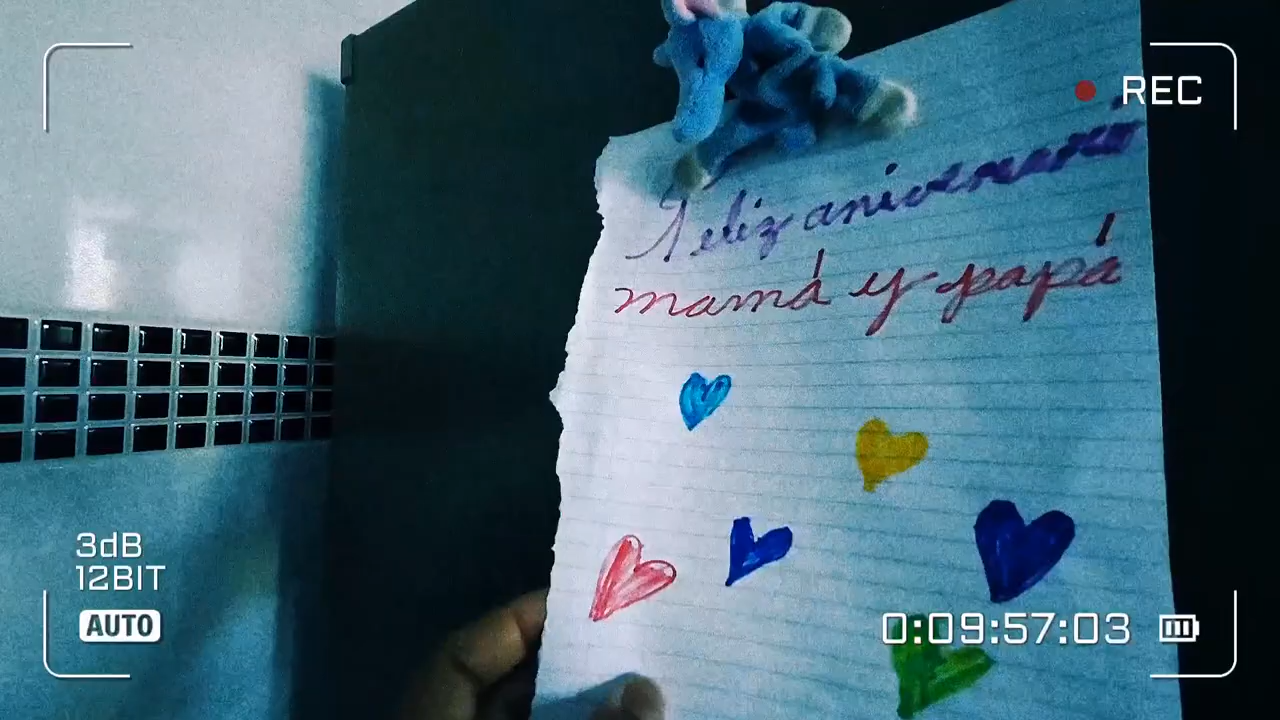 REC
Feliz aniversario
mamá y papá
3dB
12BIT
AUTO
0:09:57:03